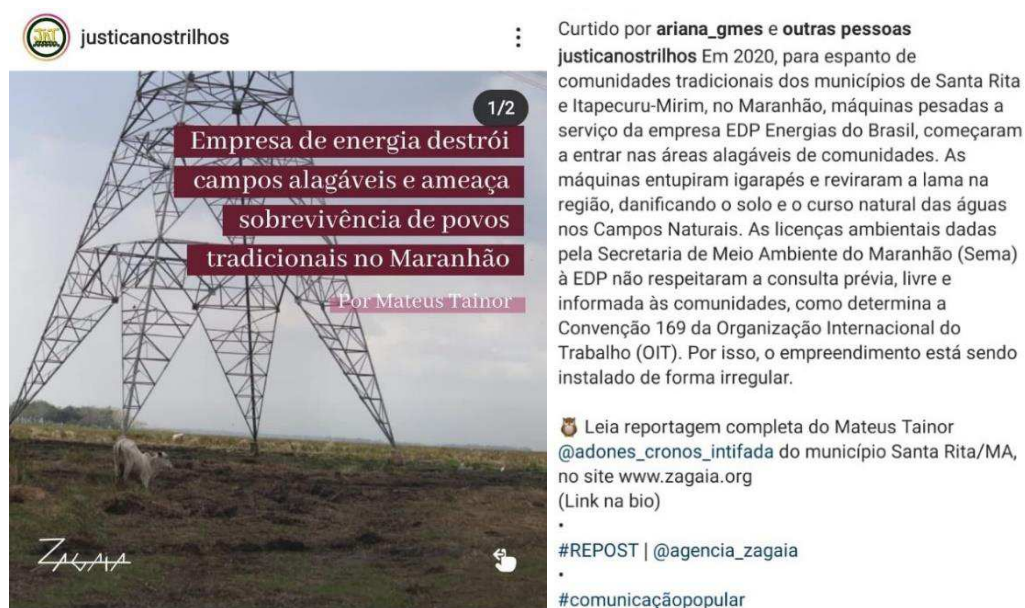 justicanostrilhos
1/2
Empresa de energia destrói
campos alagáveis e ameaça
sobrevivência de povos
tradicionais no Maranhão
Por Mateus Tainor
ZAGAIA
Curtido por ariana_gmes e outras pessoas
justicanostrilhos Em 2020, para espanto de
comunidades tradicionais dos municípios de Santa Rita
e Itapecuru-Mirim, no Maranhão, máquinas pesadas a
serviço da empresa EDP Energias do Brasil, começaram
a entrar nas áreas alagáveis de comunidades. As
máquinas entupiram igarapés e reviraram a lama na
região, danificando o solo e o curso natural das águas
nos Campos Naturais. As licenças ambientais dadas
pela Secretaria de Meio Ambiente do Maranhão (Sema)
à EDP não respeitaram a consulta prévia, livre e
informada às comunidades, como determina a
Convenção 169 da Organização Internacional do
Trabalho (OIT). Por isso, o empreendimento está sendo
instalado de forma irregular.
🦉 Leia reportagem completa do Mateus Tainor
@adones_cronos_intifada do município Santa Rita/MA,
no site www.zagaia.org
(Link na bio)
•
#REPOST | @agencia_zagaia
•
#comunicaçãopopular